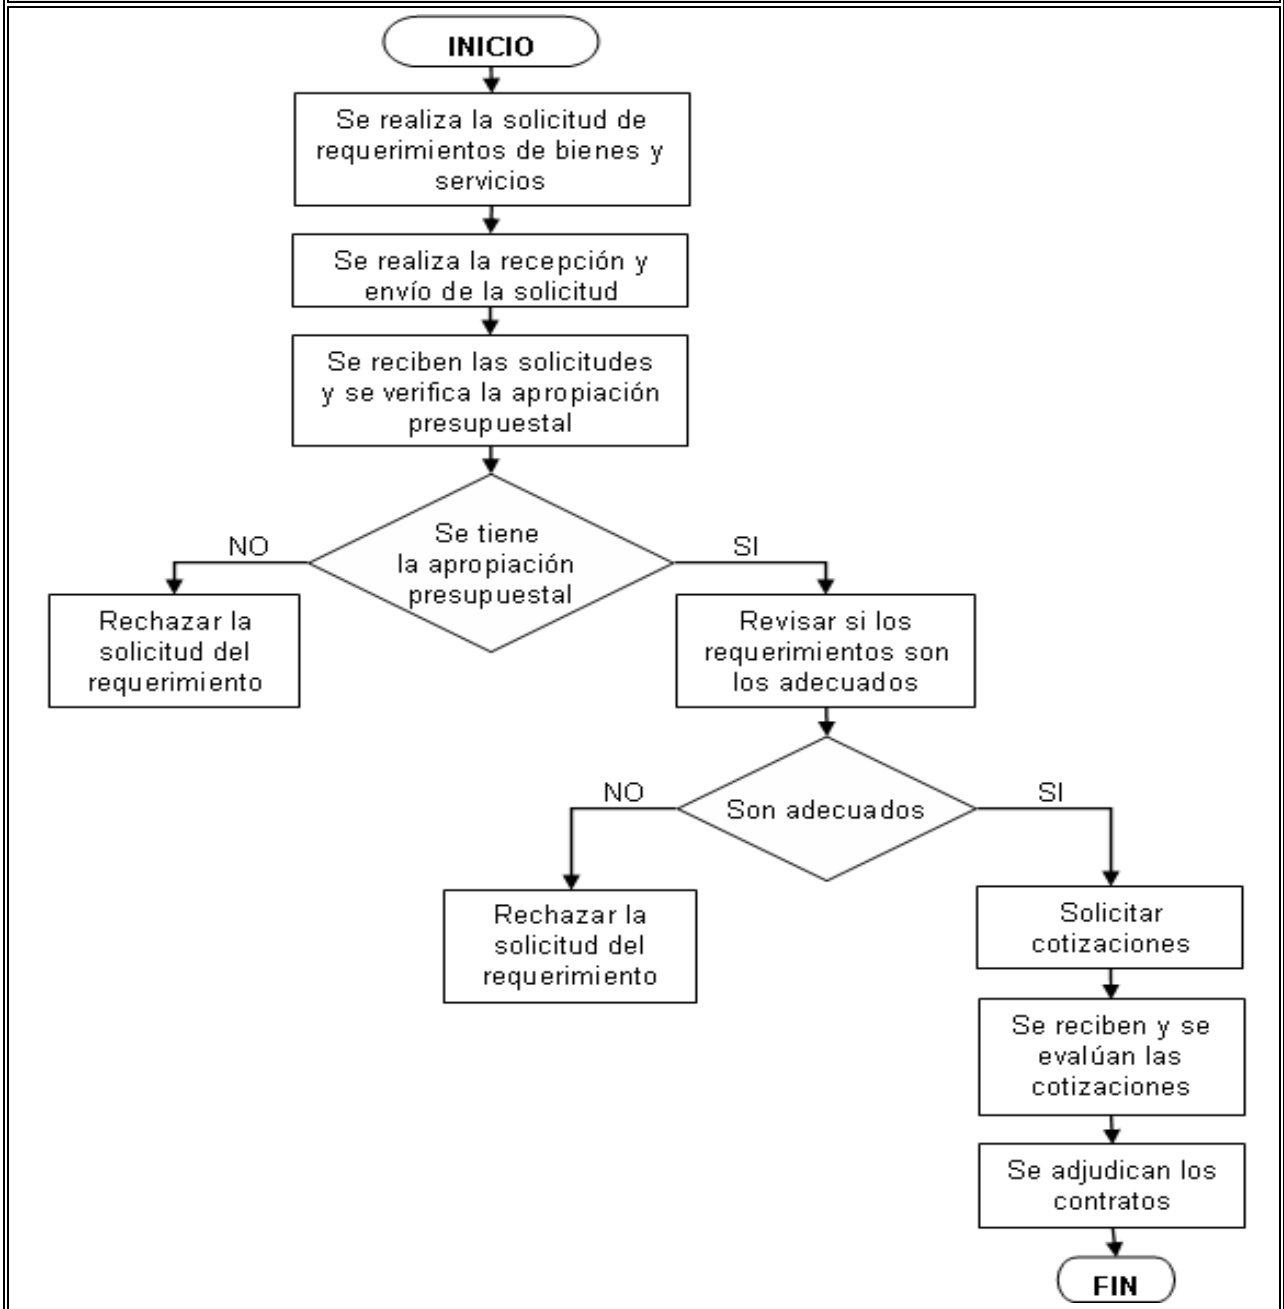 INICIO
Se realiza la solicitud de
requerimientos de bienes y
servicios
Se realiza la recepción y
envío de la solicitud
Se reciben las solicitudes
y se verifica la apropiación
presupuestal
Se tiene
la apropiación
presupuestal
NO
SI
Rechazar la
solicitud del
requerimiento
Revisar si los
requerimientos son
los adecuados
Son adecuados
NO
SI
Rechazar la
solicitud del
requerimiento
Solicitar
cotizaciones
Se reciben y se
evalúan las
cotizaciones
Se adjudican los
contratos
FIN